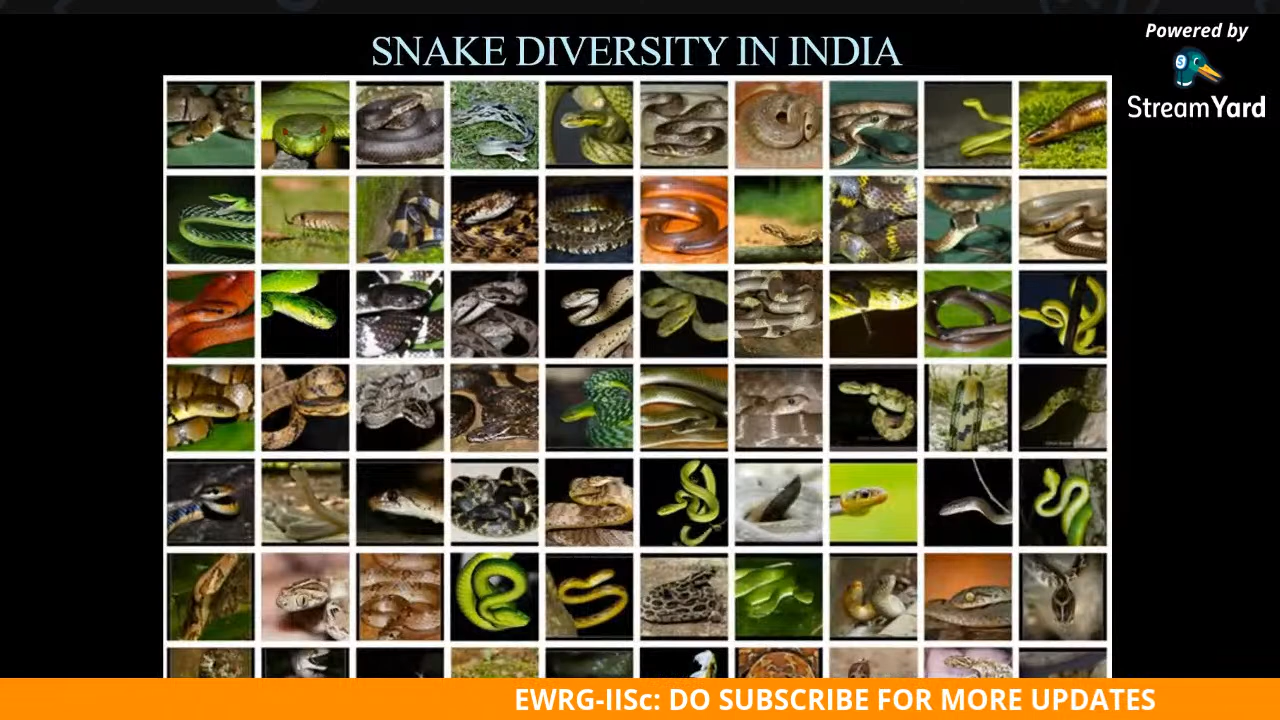 SNAKE DIVERSITY IN INDIA
Powered by
StreamYard
EWRG-IISc: DO SUBSCRIBE FOR MORE UPDATES